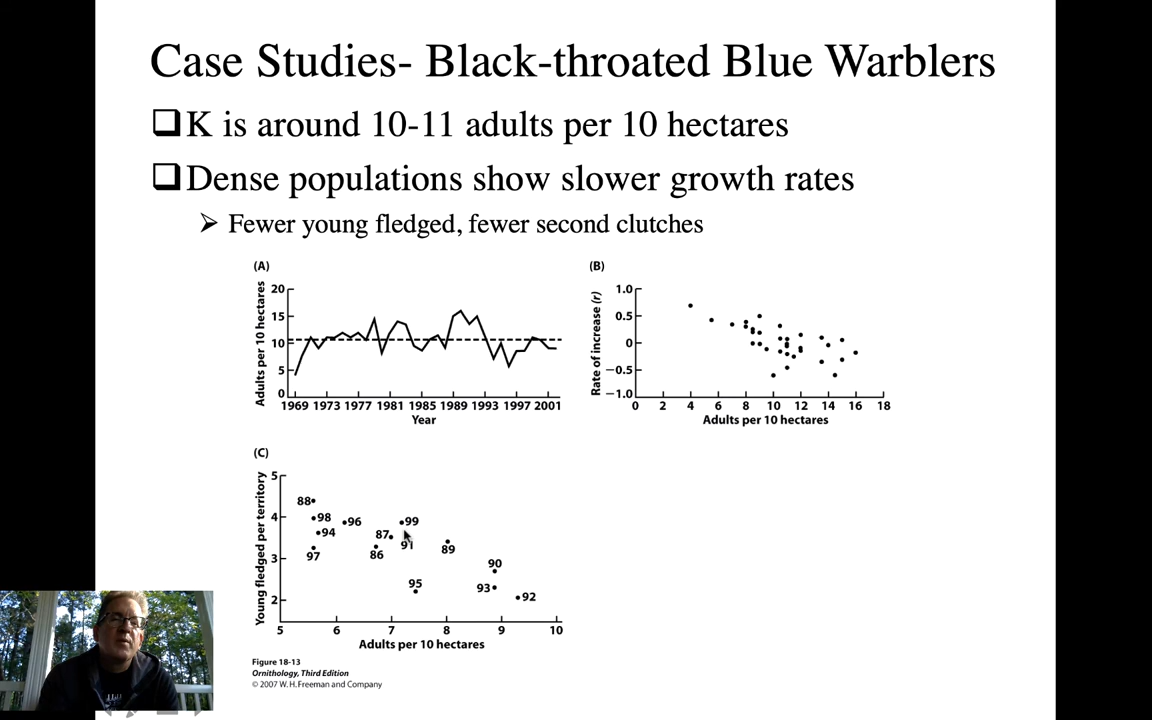 Case Studies- Black-throated Blue Warblers
K is around 10-11 adults per 10 hectares
Dense populations show slower growth rates
Fewer young fledged, fewer second clutches
(A)
Adults per 10 hectares
20
15
10
5
0
1969 1973 1977 1981 1985 1989 1993 1997 2001
Year
(B)
Rate of increase (r)
1.0
0.5
0
−0.5
−1.0
0 2 4 6 8 10 12 14 16 18
Adults per 10 hectares
(C)
Young fledged per territory
5
4
3
2
88
98
94
97
96
87
86
99
91
95
89
90
93
92
5 6 7 8 9 10
Adults per 10 hectares
Figure 18-13
Ornithology, Third Edition
© 2007 W. H. Freeman and Company